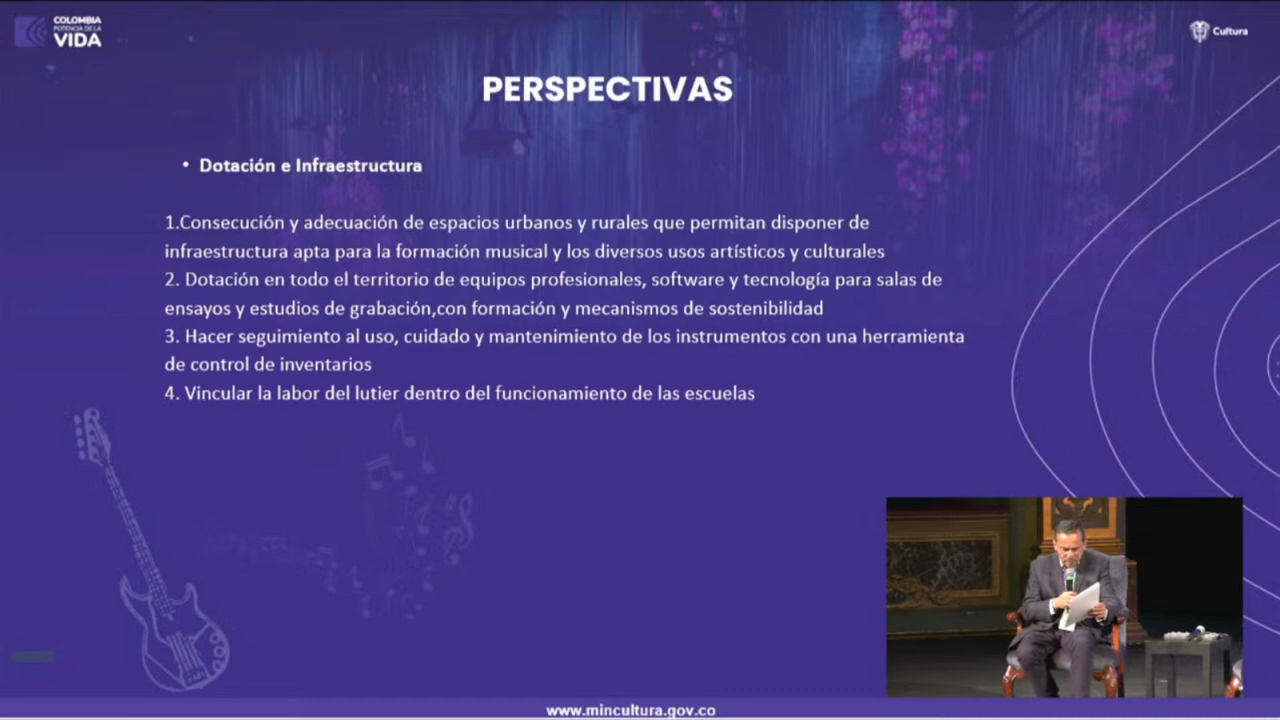 COLOMBIA
POTENCIA DE LA
VIDA
Cultura
PERSPECTIVAS
• Dotación e Infraestructura
1.Consecución y adecuación de espacios urbanos y rurales que permitan disponer de
infraestructura apta para la formación musical y los diversos usos artísticos y culturales
2. Dotación en todo el territorio de equipos profesionales, software y tecnología para salas de
ensayos y estudios de grabación,con formación y mecanismos de sostenibilidad
3. Hacer seguimiento al uso, cuidado y mantenimiento de los instrumentos con una herramienta
de control de inventarios
4. Vincular la labor del lutier dentro del funcionamiento de las escuelas
www.mincultura.gov.co